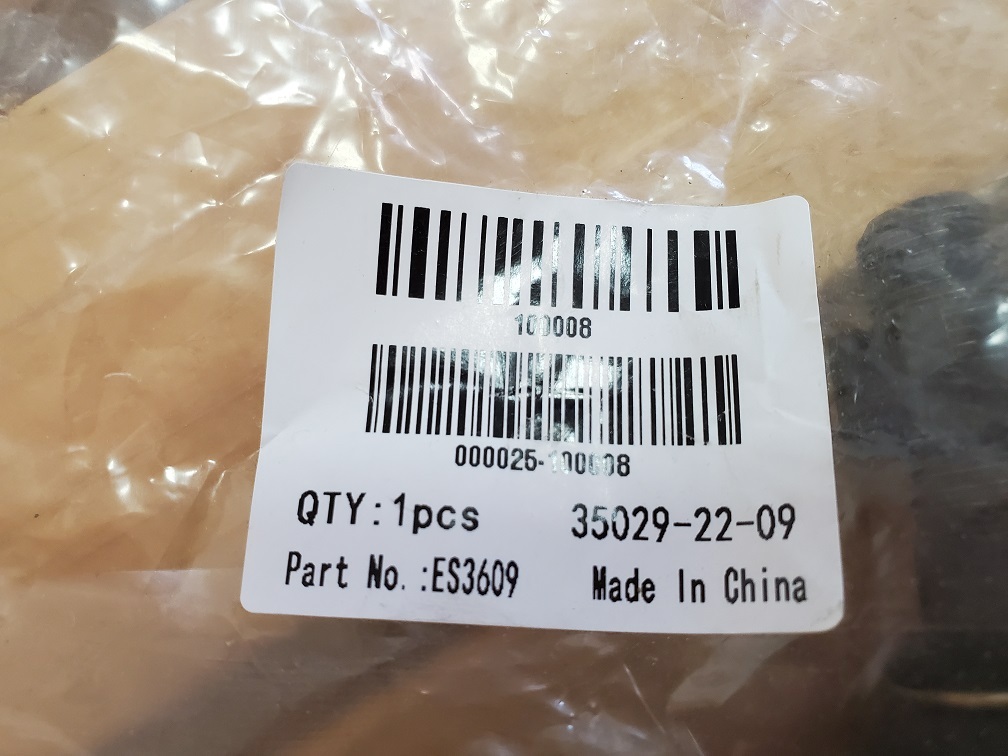 100008
000025-100008
QTY:1pcs 35029-22-09
Part No.:ES3609 Made In China